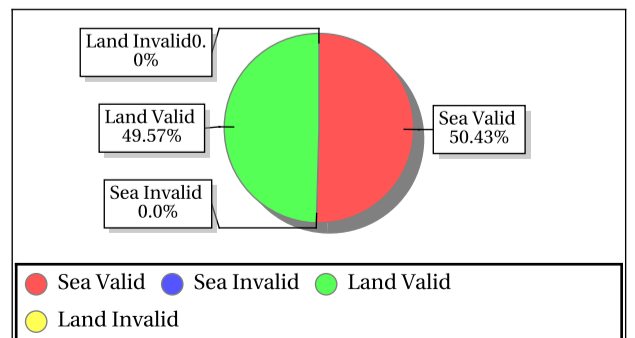 Land Invalid0.
0%
Land Valid
49.57%
Sea Valid
50.43%
Sea Invalid
0.0%
Sea Valid
Sea Invalid
Land Valid
Land Invalid